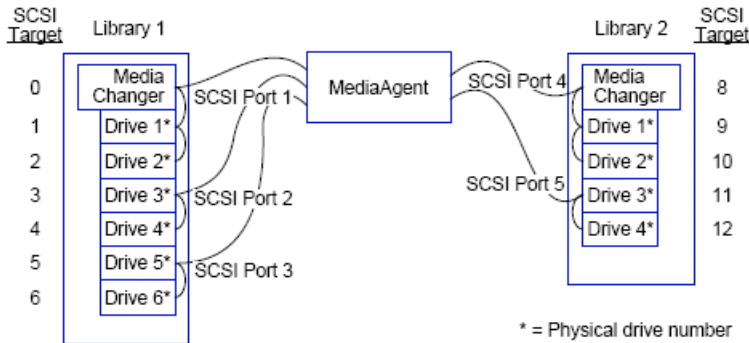 SCSI Target Library 1 Library 2 SCSI Target
0 Media Changer SCSI Port 1 MediaAgent SCSI Port 4 Media Changer 8
1 Drive 1* Drive 1* 9
2 Drive 2* Drive 2* 10
3 Drive 3* SCSI Port 2 SCSI Port 5 Drive 3* 11
4 Drive 4* Drive 4* 12
5 Drive 5* SCSI Port 3
6 Drive 6*
* = Physical drive number